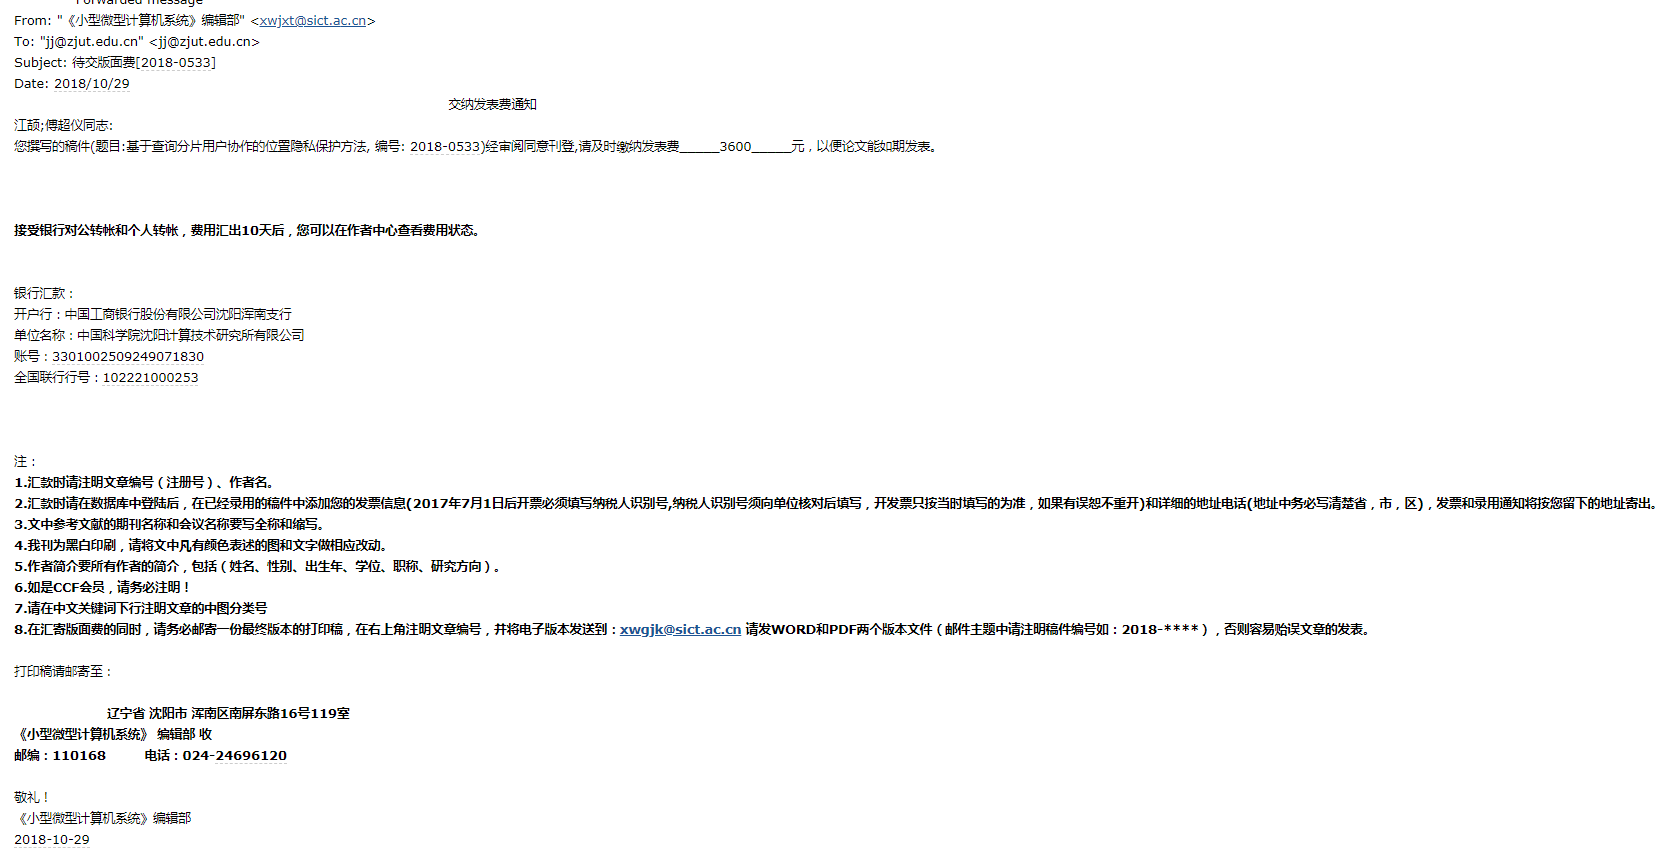 Forwarded message
From: "《小型微型计算机系统》编辑部" <xwjxt@sict.ac.cn>
To: "jj@zjut.edu.cn" <jj@zjut.edu.cn>
Subject: 待交版面费[2018-0533]
Date: 2018/10/29
交纳发表费通知
江颉;傅超仪同志:
您撰写的稿件(题目:基于查询分片用户协作的位置隐私保护方法, 编号: 2018-0533)经审阅同意刊登,请及时缴纳发表费_____3600_____元，以便论文能如期发表。
接受银行对公转帐和个人转帐，费用汇出10天后，您可以在作者中心查看费用状态。
银行汇款：
开户行：中国工商银行股份有限公司沈阳浑南支行
单位名称：中国科学院沈阳计算技术研究所有限公司
账号：3301002509249071830
全国联行行号：102221000253
注：
1.汇款时请注明文章编号（注册号）、作者名。
2.汇款时请在数据库中登陆后，在已经录用的稿件中添加您的发票信息(2017年7月1日后开票必须填写纳税人识别号,纳税人识别号须向单位核对后填写，开发票只按当时填写的为准，如果有误恕不重开)和详细的地址电话(地址中务必写清楚省，市，区)，发票和录用通知将按您留下的地址寄出。
3.文中参考文献的期刊名称和会议名称要写全称和缩写。
4.我刊为黑白印刷，请将文中凡有颜色表述的图和文字做相应改动。
5.作者简介要所有作者的简介，包括（姓名、性别、出生年、学位、职称、研究方向）。
6.如是CCF会员，请务必注明！
7.请在中文关键词下行注明文章的中图分类号
8.在汇寄版面费的同时，请务必邮寄一份最终版本的打印稿，在右上角注明文章编号，并将电子版本发送到：xwgjk@sict.ac.cn 请发WORD和PDF两个版本文件（邮件主题中请注明稿件编号如：2018-****），否则容易贻误文章的发表。
打印稿请邮寄至：
辽宁省 沈阳市 浑南区南屏东路16号119室
《小型微型计算机系统》 编辑部 收
邮编：110168 电话：024-24696120
敬礼！
《小型微型计算机系统》编辑部
2018-10-29